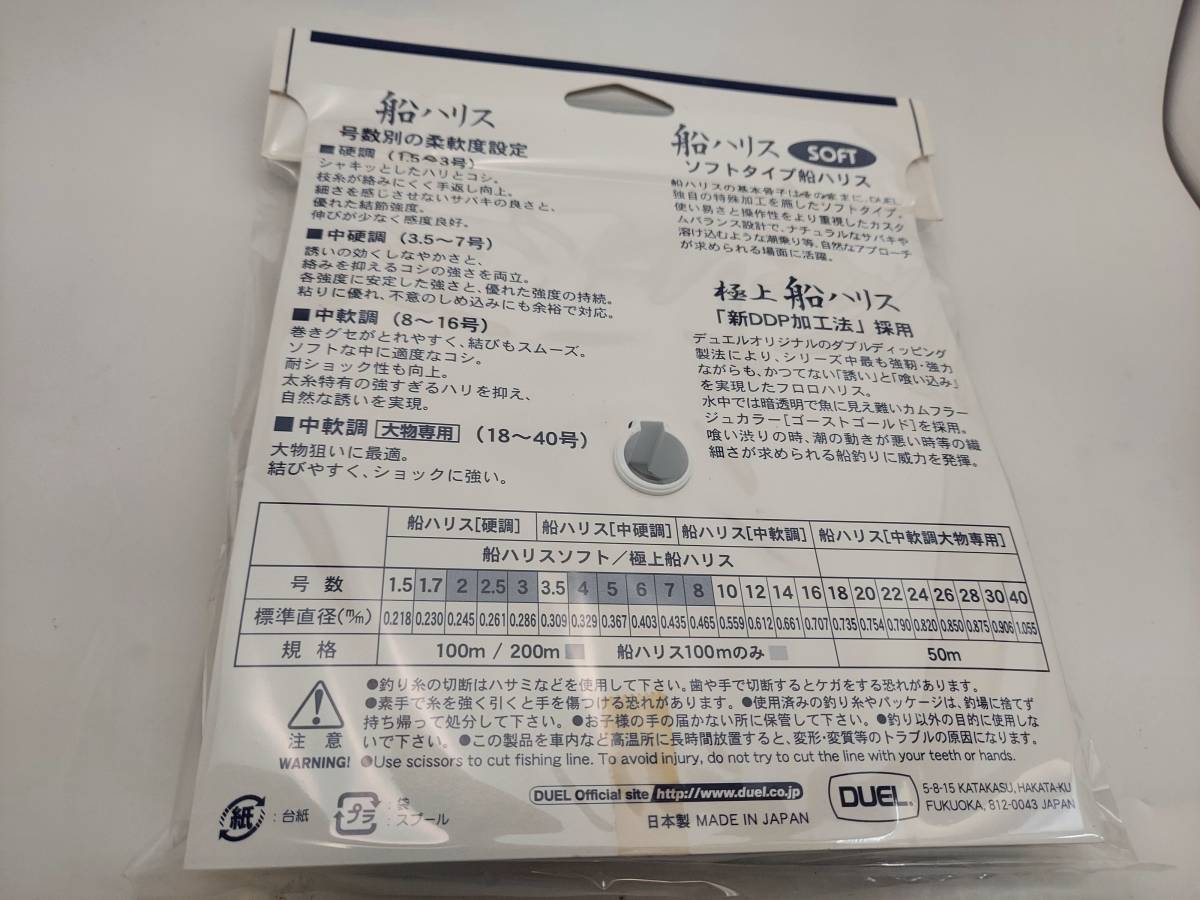 船ハリス
号数別の柔軟度設定
■硬調（1.5〜3号）
シャキッとしたハリとコシ。
枝糸が絡みにくく手返し向上。
細さを感じさせないサバキの良さと、
優れた結節強度。
伸びが少なく感度良好。
■中硬調（3.5〜7号）
誘いの効くしなやかさと、
絡みを抑えるコシの強さを両立。
各強度に安定した強さと、優れた強度の持続。
粘りに優れ、不意のしめ込みにも余裕で対応。
■中軟調（8〜16号）
巻きグセがとれやすく、結びもスムーズ。
ソフトな中に適度なコシ。
耐ショック性も向上。
太糸特有の強すぎるハリを抑え、
自然な誘いを実現。
■中軟調 大物専用 （18〜40号）
大物狙いに最適。
結びやすく、ショックに強い。
船ハリス SOFT
ソフトタイプ船ハリス
船ハリスの基本骨子はそのままに、DUEL
独自の特殊加工を施したソフトタイプ。
使い易さと操作性をより重視したカスタ
ムバランス設計で、ナチュラルなサバキや
溶け込むような潮乗り等、自然なアプローチ
が求められる場面に活躍。
極上 船ハリス
「新DDP加工法」採用
デュエルオリジナルのダブルディッピング
製法により、シリーズ中最も強靭・強力
ながらも、かつてない「誘い」と「喰い込み」
を実現したフロロハリス。
水中では暗透明で魚に見え難いカムフラー
ジュカラー［ゴーストゴールド］を採用。
喰い渋りの時、潮の動きが悪い時等の繊
細さが求められる船釣りに威力を発揮。
船ハリス［硬調］ 船ハリス［中硬調］ 船ハリス［中軟調］ 船ハリス［中軟調大物専用］
船ハリスソフト／極上船ハリス
号数 1.5 1.7 2 2.5 3 3.5 4 5 6 7 8 10 12 14 16 18 20 22 24 26 28 30 40
標準直径(m/m) 0.218 0.230 0.245 0.261 0.286 0.309 0.329 0.367 0.403 0.435 0.465 0.559 0.612 0.661 0.707 0.735 0.754 0.790 0.820 0.850 0.875 0.906 1.055
規格 100m / 200m 船ハリス100mのみ 50m
●釣り糸の切断はハサミなどを使用して下さい。歯や手で切断するとケガをする恐れがあります。
●素手で糸を強く引くと手を傷つける恐れがあります。●使用済みの釣り糸やパッケージは、釣場に捨てず
持ち帰って処分して下さい。●お子様の手の届かない所に保管して下さい。●釣り以外の目的に使用しな
注意 いで下さい。●この製品を車内など高温所に長時間放置すると、変形・変質等のトラブルの原因になります。
WARNING! ●Use scissors to cut fishing line. To avoid injury, do not try to cut the line with your teeth or hands.
DUEL Official site http://www.duel.co.jp
日本製 MADE IN JAPAN
DUEL.
5-8-15 KATAKASU, HAKATA-KU
FUKUOKA, 812-0043 JAPAN
紙 ：台紙
プラ ：袋
：スプール